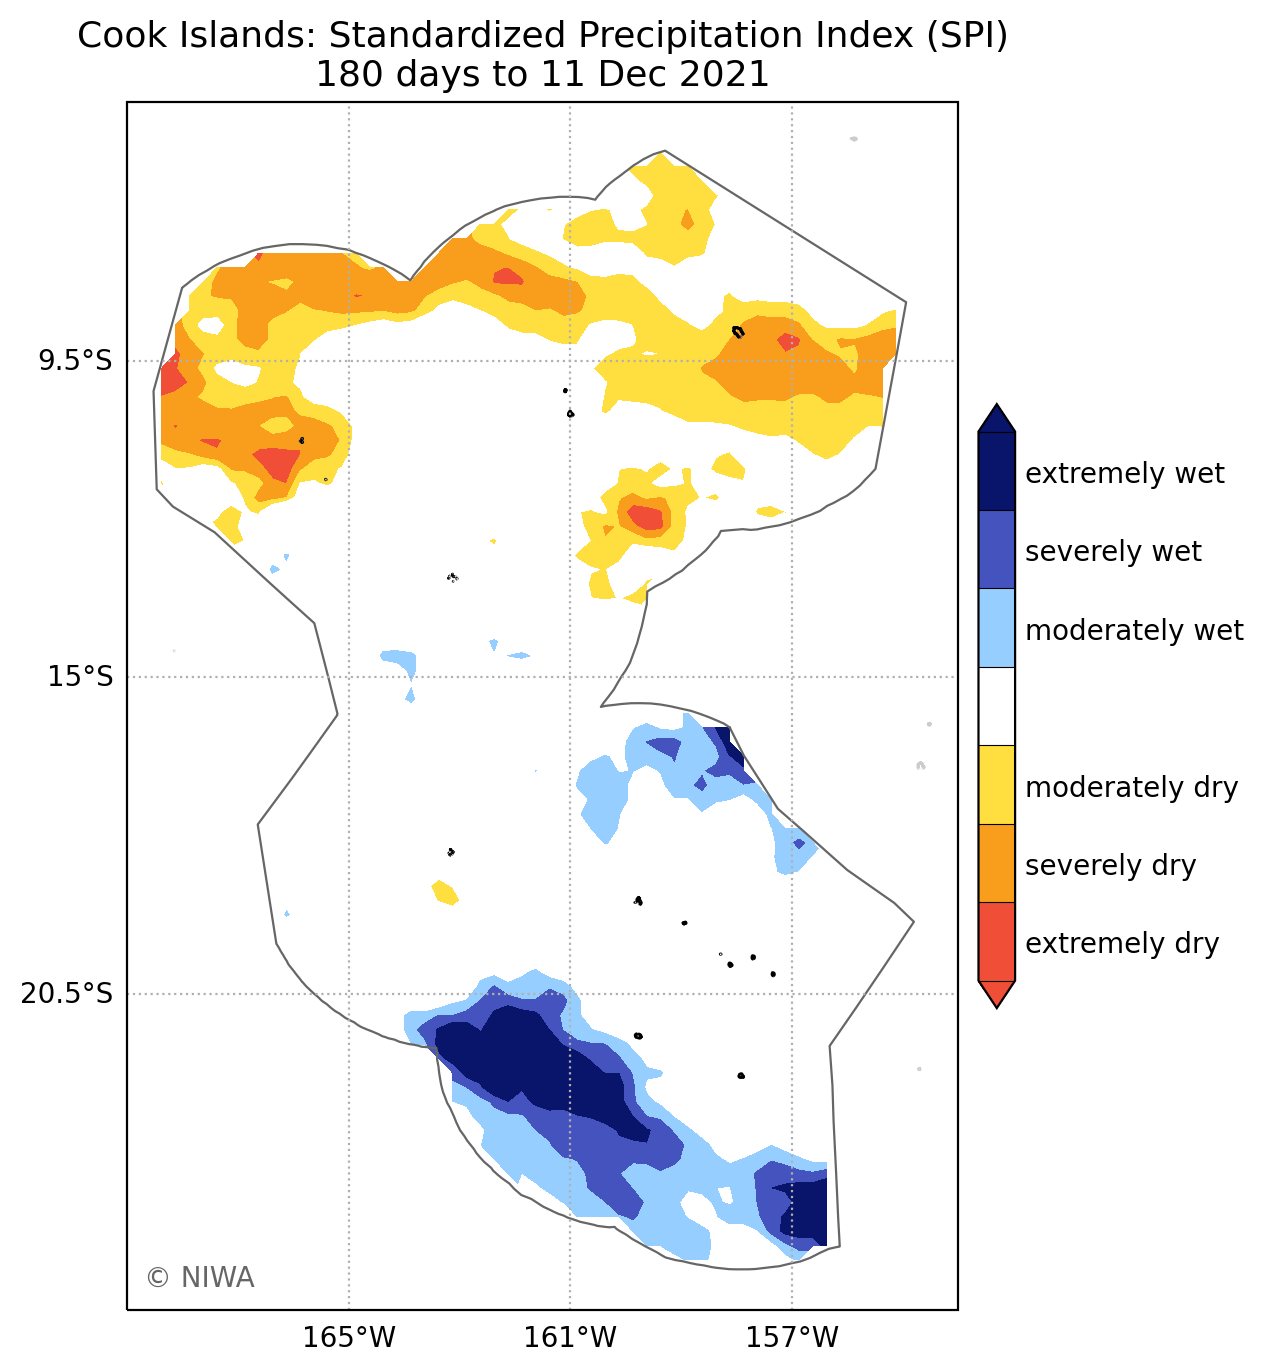 Cook Islands: Standardized Precipitation Index (SPI)
180 days to 11 Dec 2021
9.5°S
15°S
20.5°S
165°W
161°W
157°W
extremely wet
severely wet
moderately wet
moderately dry
severely dry
extremely dry
© NIWA